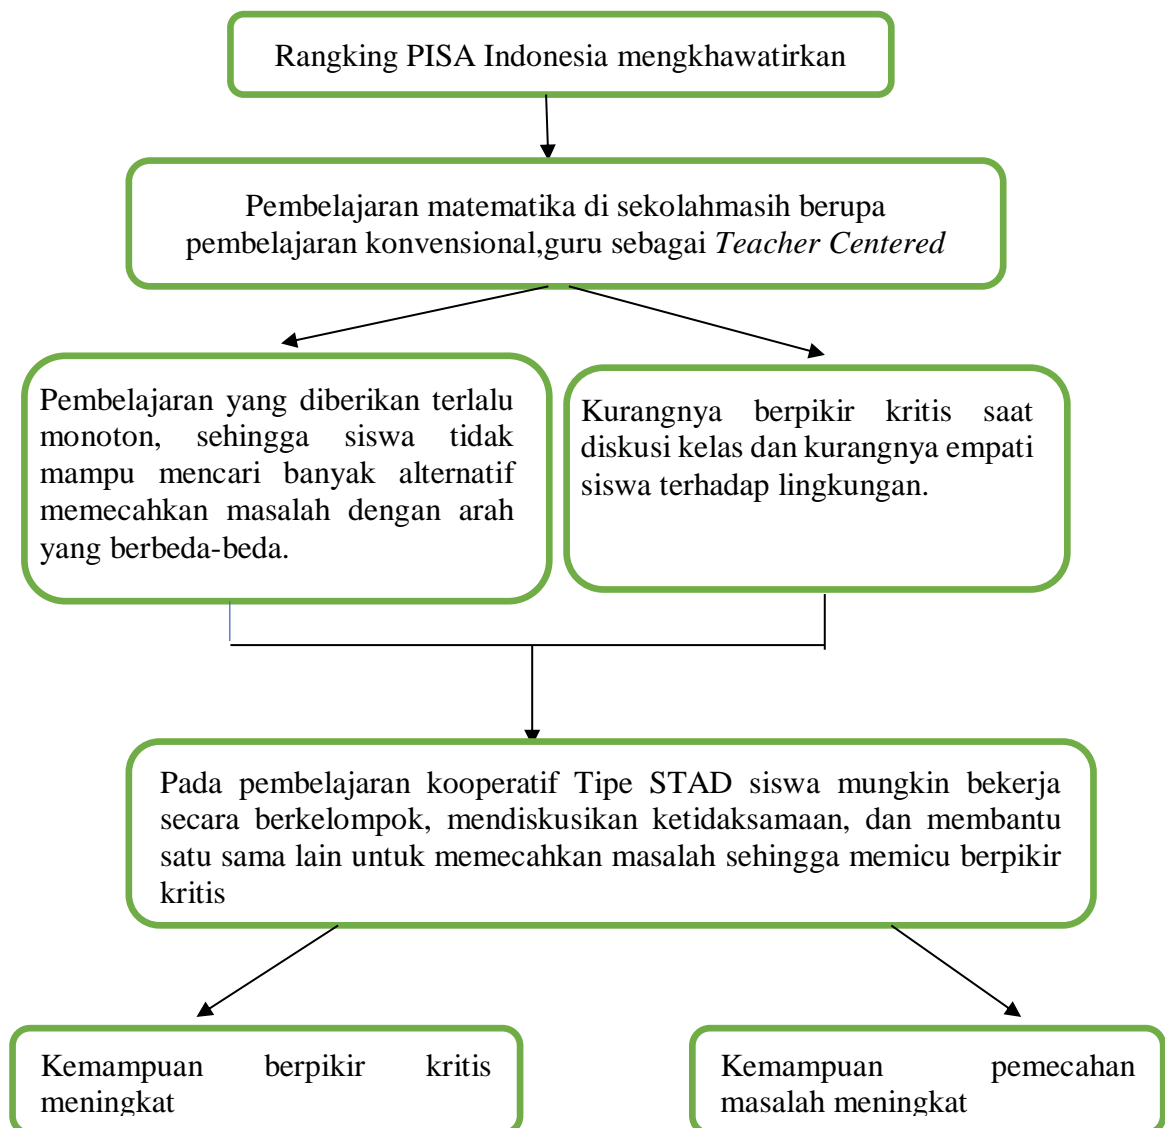 Rangking PISA Indonesia mengkhawatirkan
Pembelajaran matematika di sekolahmasih berupa
pembelajaran konvensional,guru sebagai Teacher Centered
Pembelajaran yang diberikan terlalu
monoton, sehingga siswa tidak
mampu mencari banyak alternatif
memecahkan masalah dengan arah
yang berbeda-beda.
Kurangnya berpikir kritis saat
diskusi kelas dan kurangnya empati
siswa terhadap lingkungan.
Pada pembelajaran kooperatif Tipe STAD siswa mungkin bekerja
secara berkelompok, mendiskusikan ketidaksamaan, dan membantu
satu sama lain untuk memecahkan masalah sehingga memicu berpikir
kritis
Kemampuan berpikir kritis
meningkat
Kemampuan pemecahan
masalah meningkat